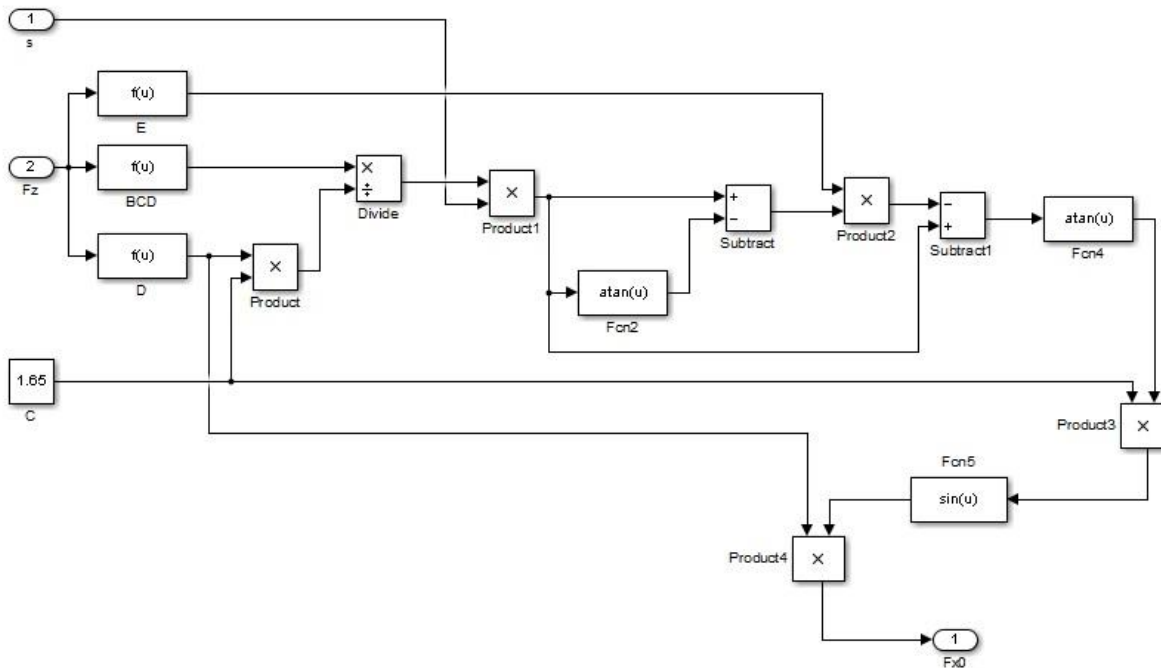 1
s
f(u)
E
2
Fz
f(u)
BCD
×
÷
Divide
×
Product1
+
−
Subtract
×
Product2
−
+
Subtract1
atan(u)
Fcn4
f(u)
D
×
Product
atan(u)
Fcn2
1.65
C
Product3
×
Fcn5
sin(u)
Product4
×
1
Fx0